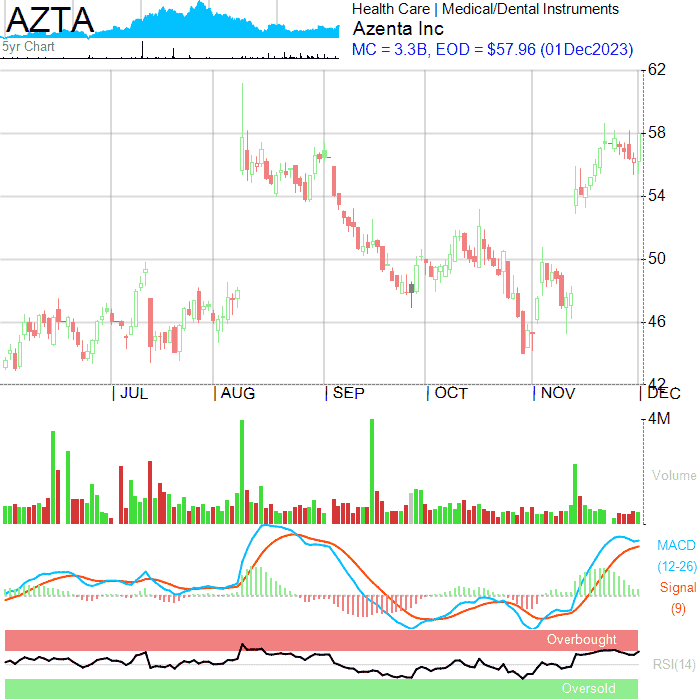 AZTA
5yr Chart
Health Care | Medical/Dental Instruments
Azenta Inc
MC = 3.3B, EOD = $57.96 (01Dec2023)
62
58
54
50
46
42
| JUL
| AUG
| SEP
| OCT
| NOV
| DEC
4M
Volume
MACD
(12-26)
Signal
(9)
Overbought
RSI(14)
Oversold